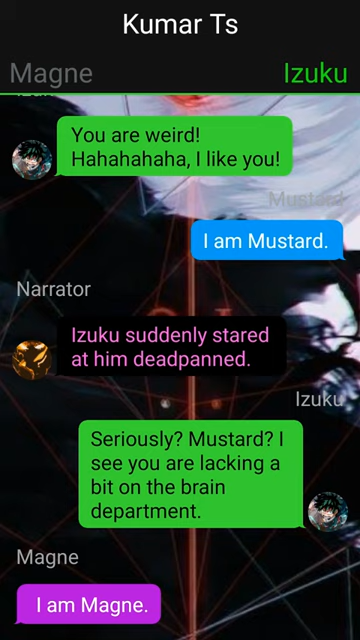 Kumar Ts
Magne
Izuku
You are weird!
Hahahahaha, I like you!
Mustard
I am Mustard.
Narrator
Izuku suddenly stared
at him deadpanned.
Izuku
Seriously? Mustard? I
see you are lacking a
bit on the brain
department.
Magne
I am Magne.